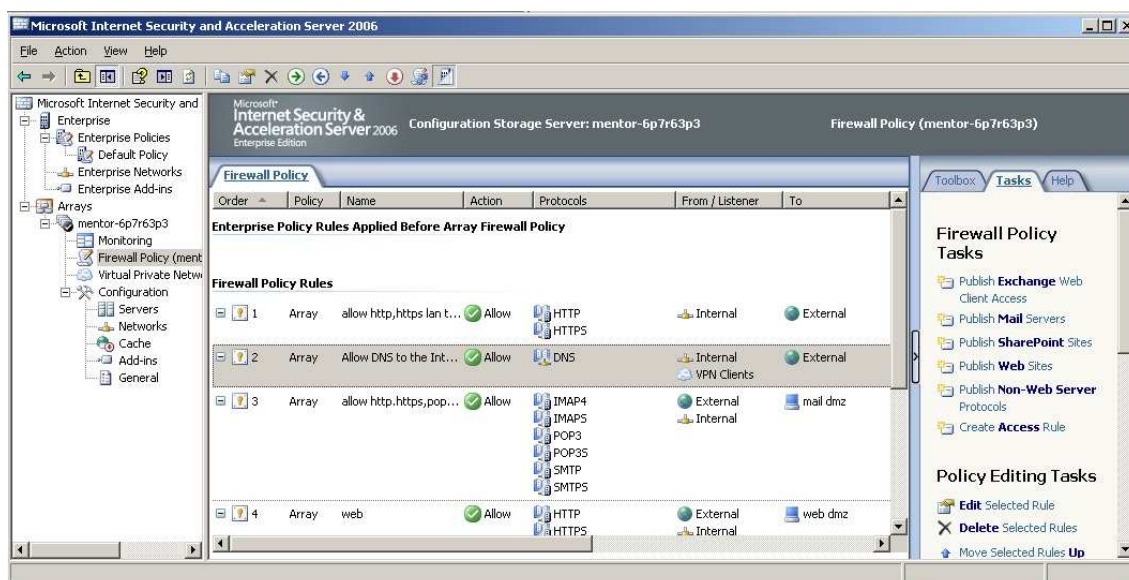 Microsoft Internet Security and Acceleration Server 2006
File Action View Help
Microsoft Internet Security and
Enterprise
Enterprise Policies
Default Policy
Enterprise Networks
Enterprise Add-ins
Arrays
mentor-6p7r63p3
Monitoring
Firewall Policy (ment
Virtual Private Netw
Configuration
Servers
Networks
Cache
Add-ins
General
Microsoft
Internet Security &
Acceleration Server 2006
Enterprise Edition
Configuration Storage Server: mentor-6p7r63p3
Firewall Policy (mentor-6p7r63p3)
Firewall Policy
Order Policy Name Action Protocols From / Listener To
Enterprise Policy Rules Applied Before Array Firewall Policy
Firewall Policy Rules
1 Array allow http,https lan t... Allow HTTP Internal External
HTTPS
2 Array Allow DNS to the Int... Allow DNS Internal External
VPN Clients
3 Array allow http.https,pop... Allow IMAP4 External mail dmz
IMAPS Internal
POP3
POP3S
SMTP
SMTPS
4 Array web Allow HTTP External web dmz
HTTPS Internal
Toolbox Tasks Help
Firewall Policy
Tasks
Publish Exchange Web
Client Access
Publish Mail Servers
Publish SharePoint Sites
Publish Web Sites
Publish Non-Web Server
Protocols
Create Access Rule
Policy Editing Tasks
Edit Selected Rule
Delete Selected Rules
Move Selected Rules Up